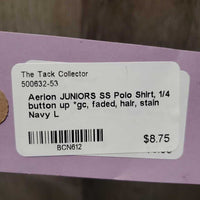 The Tack Collector
500632-53
Aerion JUNIORS SS Polo Shirt, 1/4
button up *gc, faded, hair, stain
Navy L
$8.75
BCN612